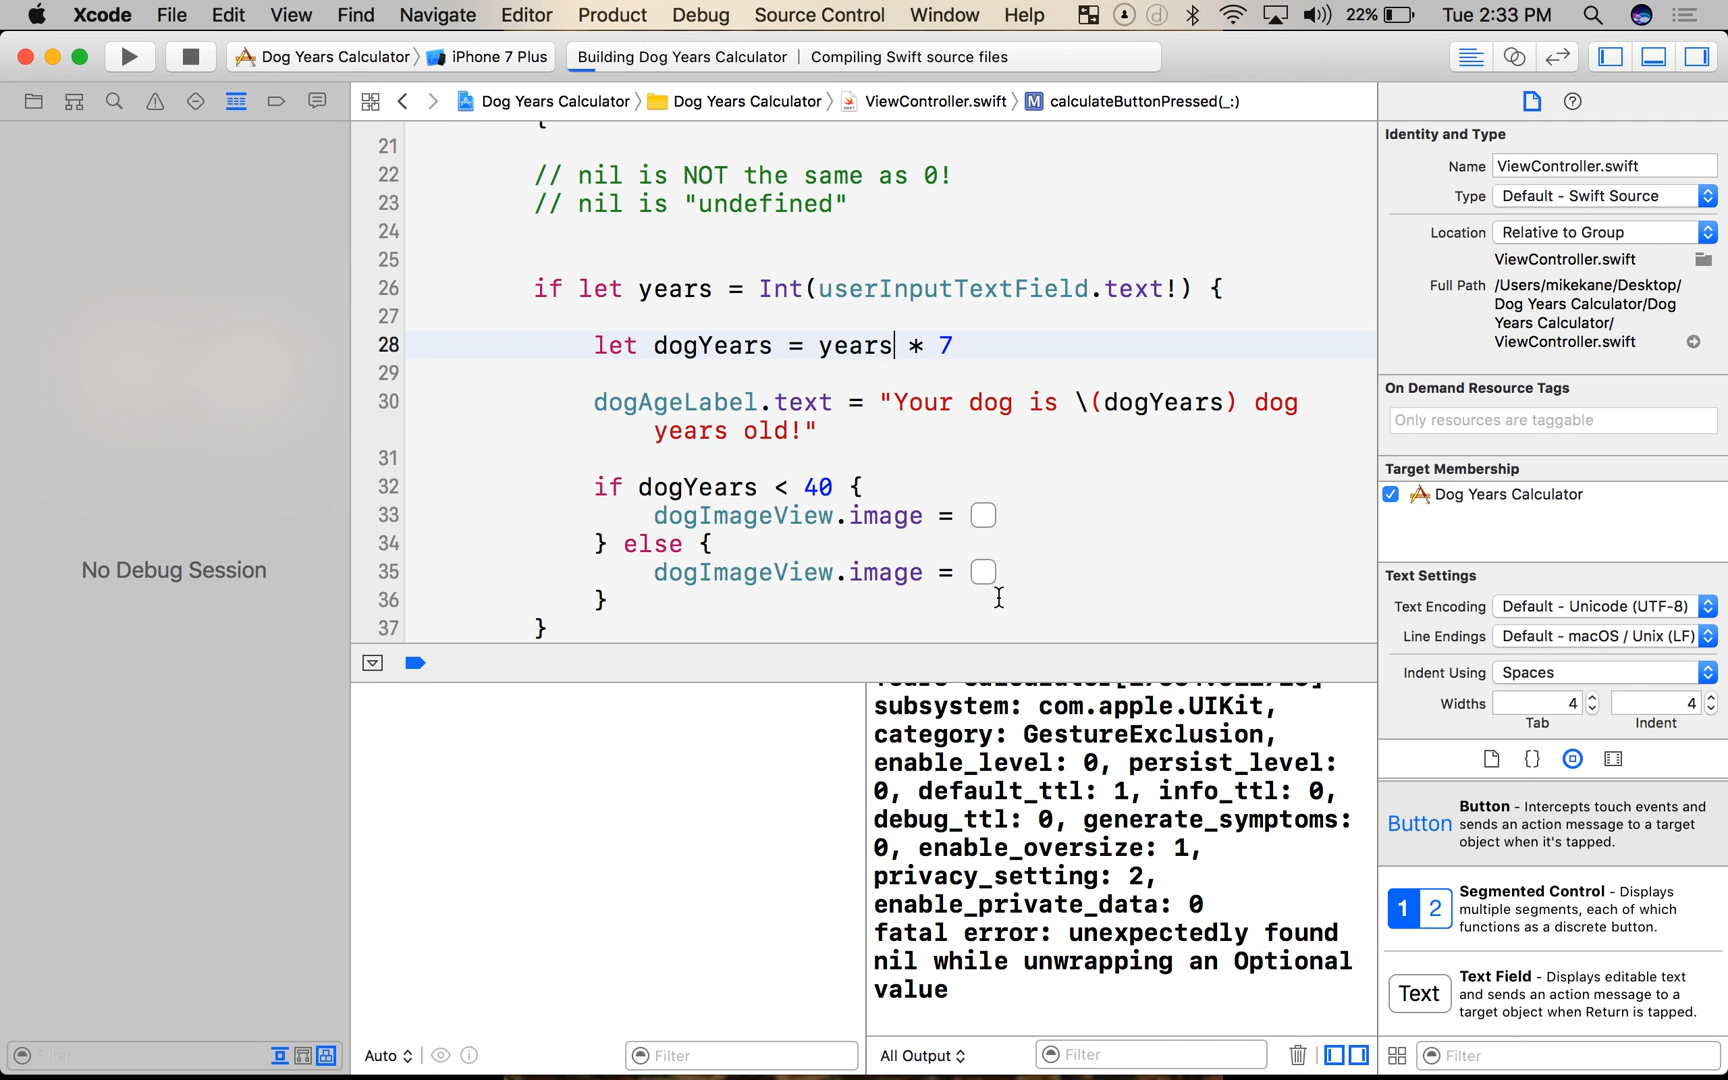 Xcode File Edit View Find Navigate Editor Product Debug Source Control Window Help 22% Tue 2:33 PM
Dog Years Calculator iPhone 7 Plus Building Dog Years Calculator | Compiling Swift source files
Dog Years Calculator Dog Years Calculator ViewController.swift M calculateButtonPressed(_:)
No Debug Session
21
22 // nil is NOT the same as 0!
23 // nil is "undefined"
24
25
26 if let years = Int(userInputTextField.text!) {
27
28 let dogYears = years * 7
29
30 dogAgeLabel.text = "Your dog is \(dogYears) dog
years old!"
31
32 if dogYears < 40 {
33 dogImageView.image =
34 } else {
35 dogImageView.image =
36 }
37 }
subsystem: com.apple.UIKit,
category: GestureExclusion,
enable_level: 0, persist_level:
0, default_ttl: 1, info_ttl: 0,
debug_ttl: 0, generate_symptoms:
0, enable_oversize: 1,
privacy_setting: 2,
enable_private_data: 0
fatal error: unexpectedly found
nil while unwrapping an Optional
value
Filter
Auto Filter
All Output Filter
Identity and Type
Name ViewController.swift
Type Default - Swift Source
Location Relative to Group
ViewController.swift
Full Path /Users/mikekane/Desktop/
Dog Years Calculator/Dog
Years Calculator/
ViewController.swift
On Demand Resource Tags
Only resources are taggable
Target Membership
Dog Years Calculator
Text Settings
Text Encoding Default - Unicode (UTF-8)
Line Endings Default - macOS / Unix (LF)
Indent Using Spaces
Widths 4 4
Tab Indent
Button Button - Intercepts touch events and
sends an action message to a target
object when it's tapped.
1 2 Segmented Control - Displays
multiple segments, each of which
functions as a discrete button.
Text Text Field - Displays editable text
and sends an action message to a
target object when Return is tapped.
Filter